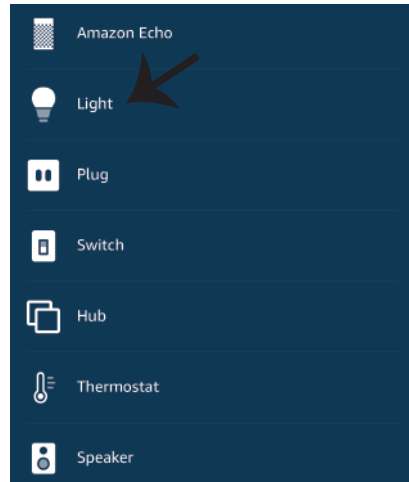 Amazon Echo
Light
Plug
Switch
Hub
Thermostat
Speaker